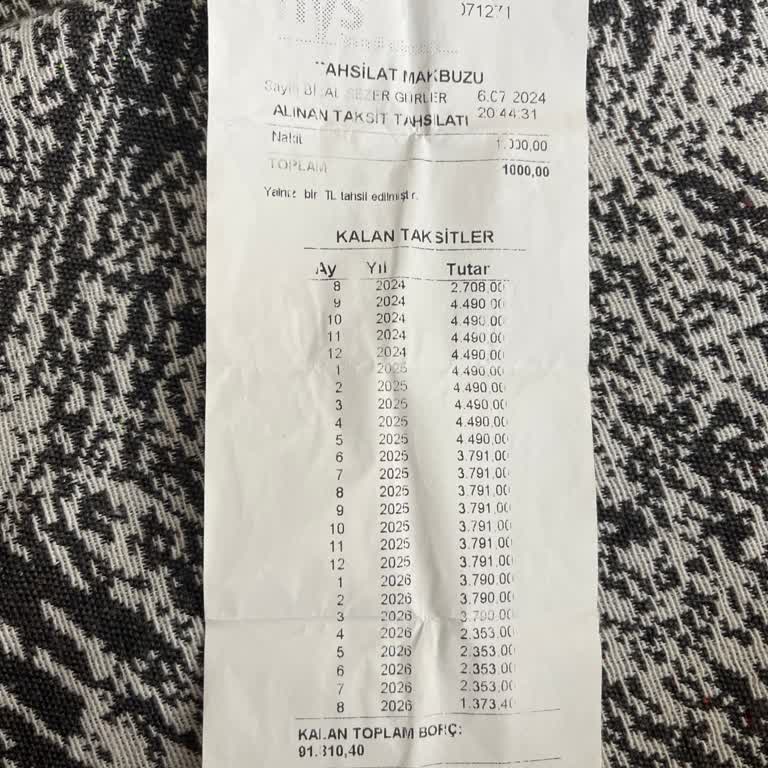 071271
TAHSİLAT MAKBUZU
Sayın SEZER GÜRLER 6.07 2024
ALINAN TAKSİT TAHSİLATI 20:44:31
Nakit 1.000,00
TOPLAM 1000,00
Yalnız bir TL tahsil edilmiştir.
KALAN TAKSİTLER
Ay Yıl Tutar
8 2024 2.708,00
9 2024 4.490,00
10 2024 4.490,00
11 2024 4.490,00
12 2024 4.490,00
1 2025 4.490,00
2 2025 4.490,00
3 2025 4.490,00
4 2025 4.490,00
5 2025 4.490,00
6 2025 3.791,00
7 2025 3.791,00
8 2025 3.791,00
9 2025 3.791,00
10 2025 3.791,00
11 2025 3.791,00
12 2025 3.791,00
1 2026 3.790,00
2 2026 3.790,00
3 2026 3.790,00
4 2026 2.353,00
5 2026 2.353,00
6 2026 2.353,00
7 2026 2.353,00
8 2026 1.373,40
KALAN TOPLAM BORÇ:
91.310,40